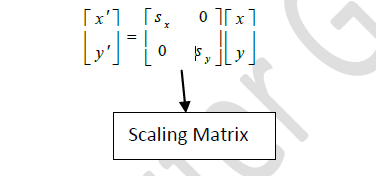 [x'] = [s_x 0] [x]
[y'] = [0 s_y] [y]
Scaling Matrix